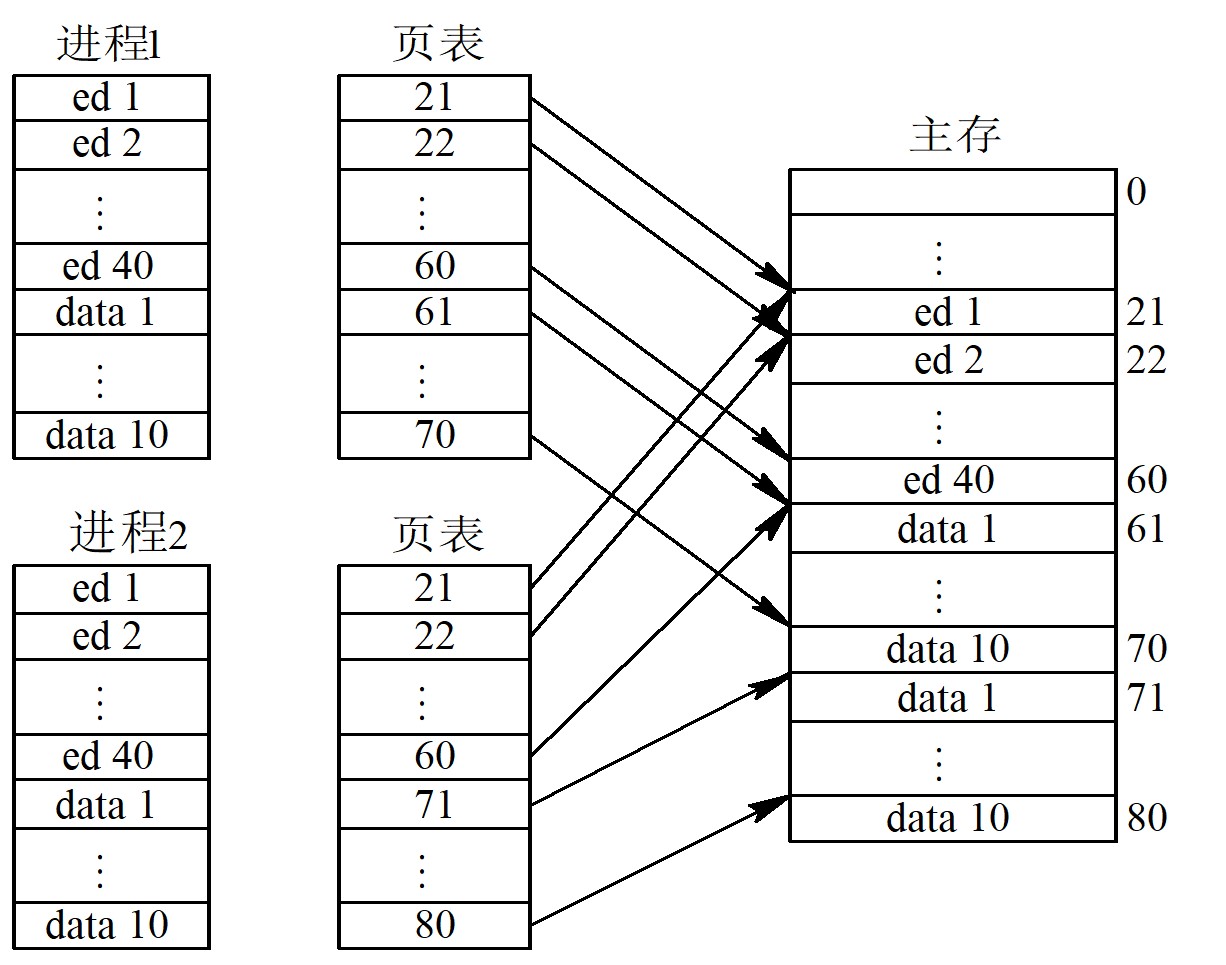 进程1
ed 1
ed 2
⋮
ed 40
data 1
⋮
data 10
页表
21
22
⋮
60
61
⋮
70
进程2
ed 1
ed 2
⋮
ed 40
data 1
⋮
data 10
页表
21
22
⋮
60
71
⋮
80
主存
0
⋮
ed 1 21
ed 2 22
⋮
ed 40 60
data 1 61
⋮
data 10 70
data 1 71
⋮
data 10 80